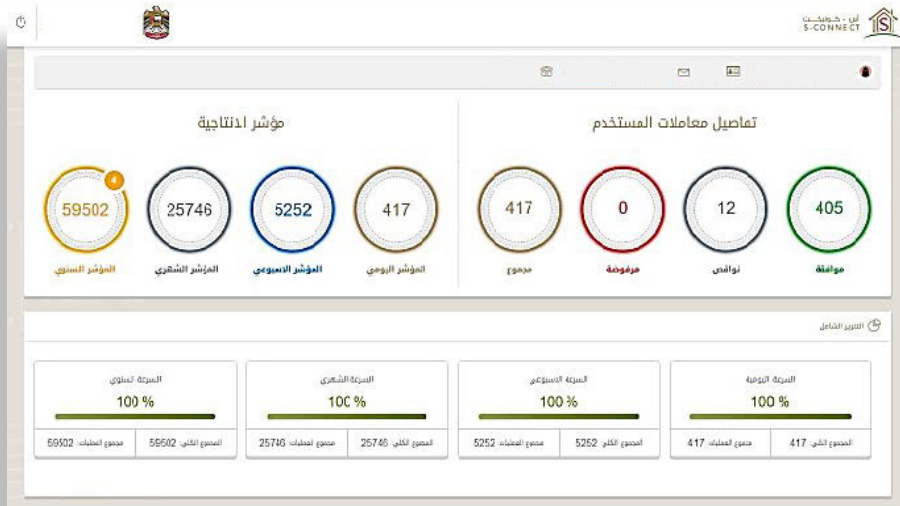 أس - كـونيكــت
S-CONNECT
تفاصيل معاملات المستخدم
405
موافقة
12
نواقص
0
مرفوضة
417
مجموع
مؤشر الانتاجية
417
المؤشر اليومي
5252
المؤشر الاسبوعي
25746
المؤشر الشهري
4
59502
المؤشر السنوي
التقرير الشامل
السرعة اليومية
100 %
المجموع الكلي: 417
مجموع العمليات: 417
السرعة الاسبوعي
100 %
المجموع الكلي: 5252
مجموع العمليات: 5252
السرعة الشهري
100 %
المجموع الكلي: 25746
مجموع العمليات: 25746
السرعة السنوي
100 %
المجموع الكلي: 59502
مجموع العمليات: 59502